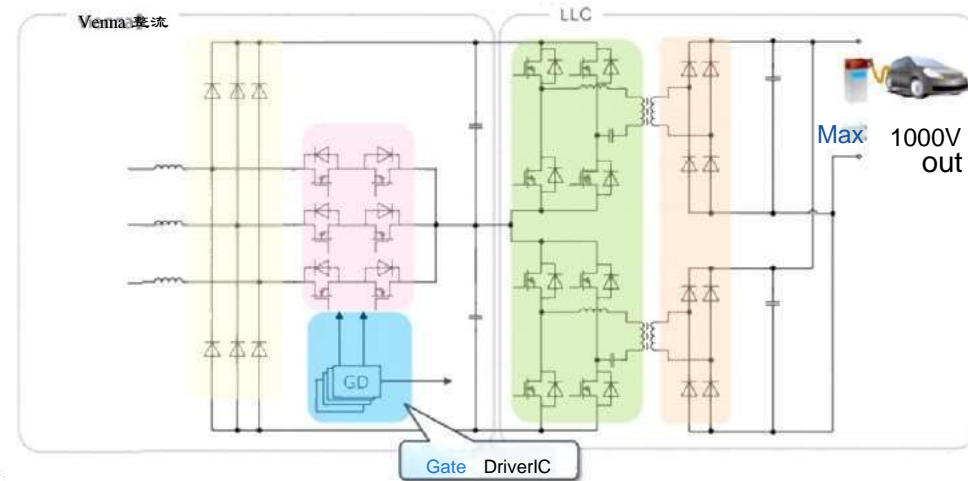 Venna 整流
LLC
Max 1000V
out
GD
Gate DriverIC